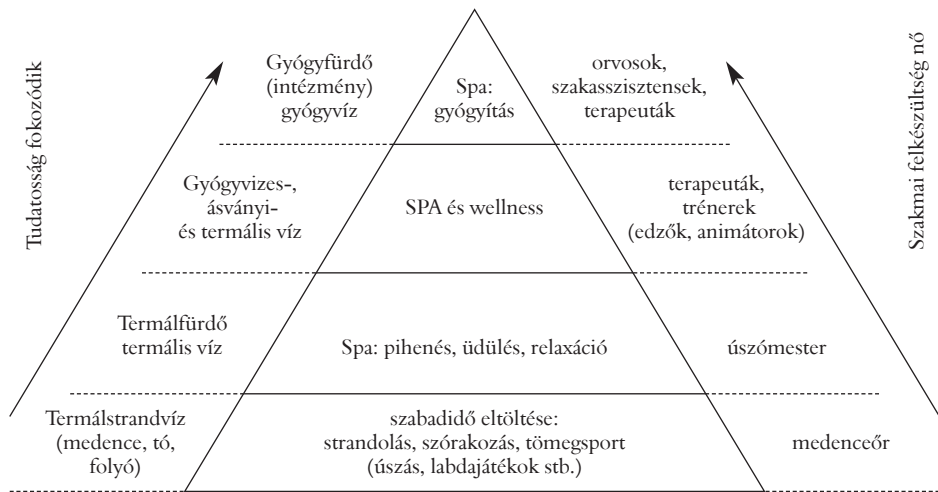 Tudatosság fokozódik
Szakmai felkészültség nő
Gyógyfürdő
(intézmény)
gyógyvíz
Spa:
gyógyítás
orvosok,
szakasszisztensek,
terapeuták
Gyógyvizes-,
ásványi-
és termális víz
SPA és wellness
terapeuták,
trénerek
(edzők, animátorok)
Termálfürdő
termális víz
Spa: pihenés, üdülés, relaxáció
úszómester
Termálstrandvíz
(medence, tó,
folyó)
szabadidő eltöltése:
strandolás, szórakozás, tömegsport
(úszás, labdajátékok stb.)
medenceőr